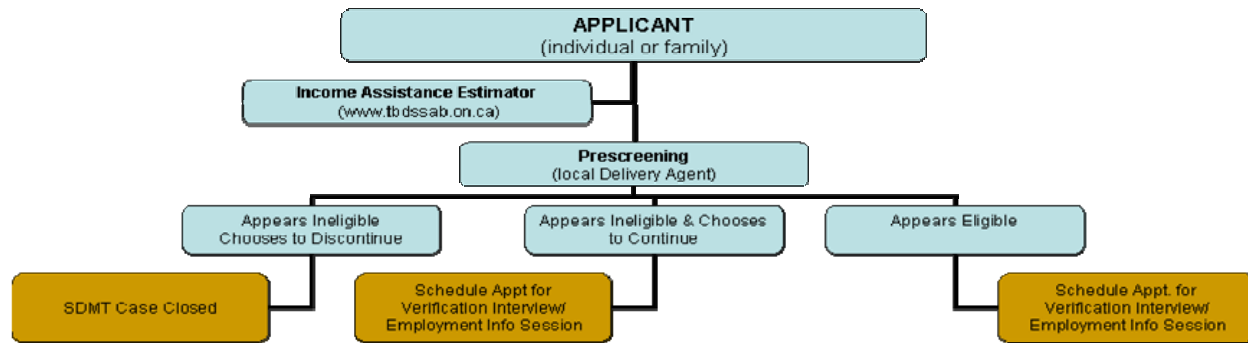 APPLICANT
(individual or family)
Income Assistance Estimator
(www.tbdssab.on.ca)
Prescreening
(local Delivery Agent)
Appears Ineligible
Chooses to Discontinue
Appears Ineligible & Chooses
to Continue
Appears Eligible
SDMT Case Closed
Schedule Appt for
Verification Interview/
Employment Info Session
Schedule Appt. for
Verification Interview/
Employment Info Session